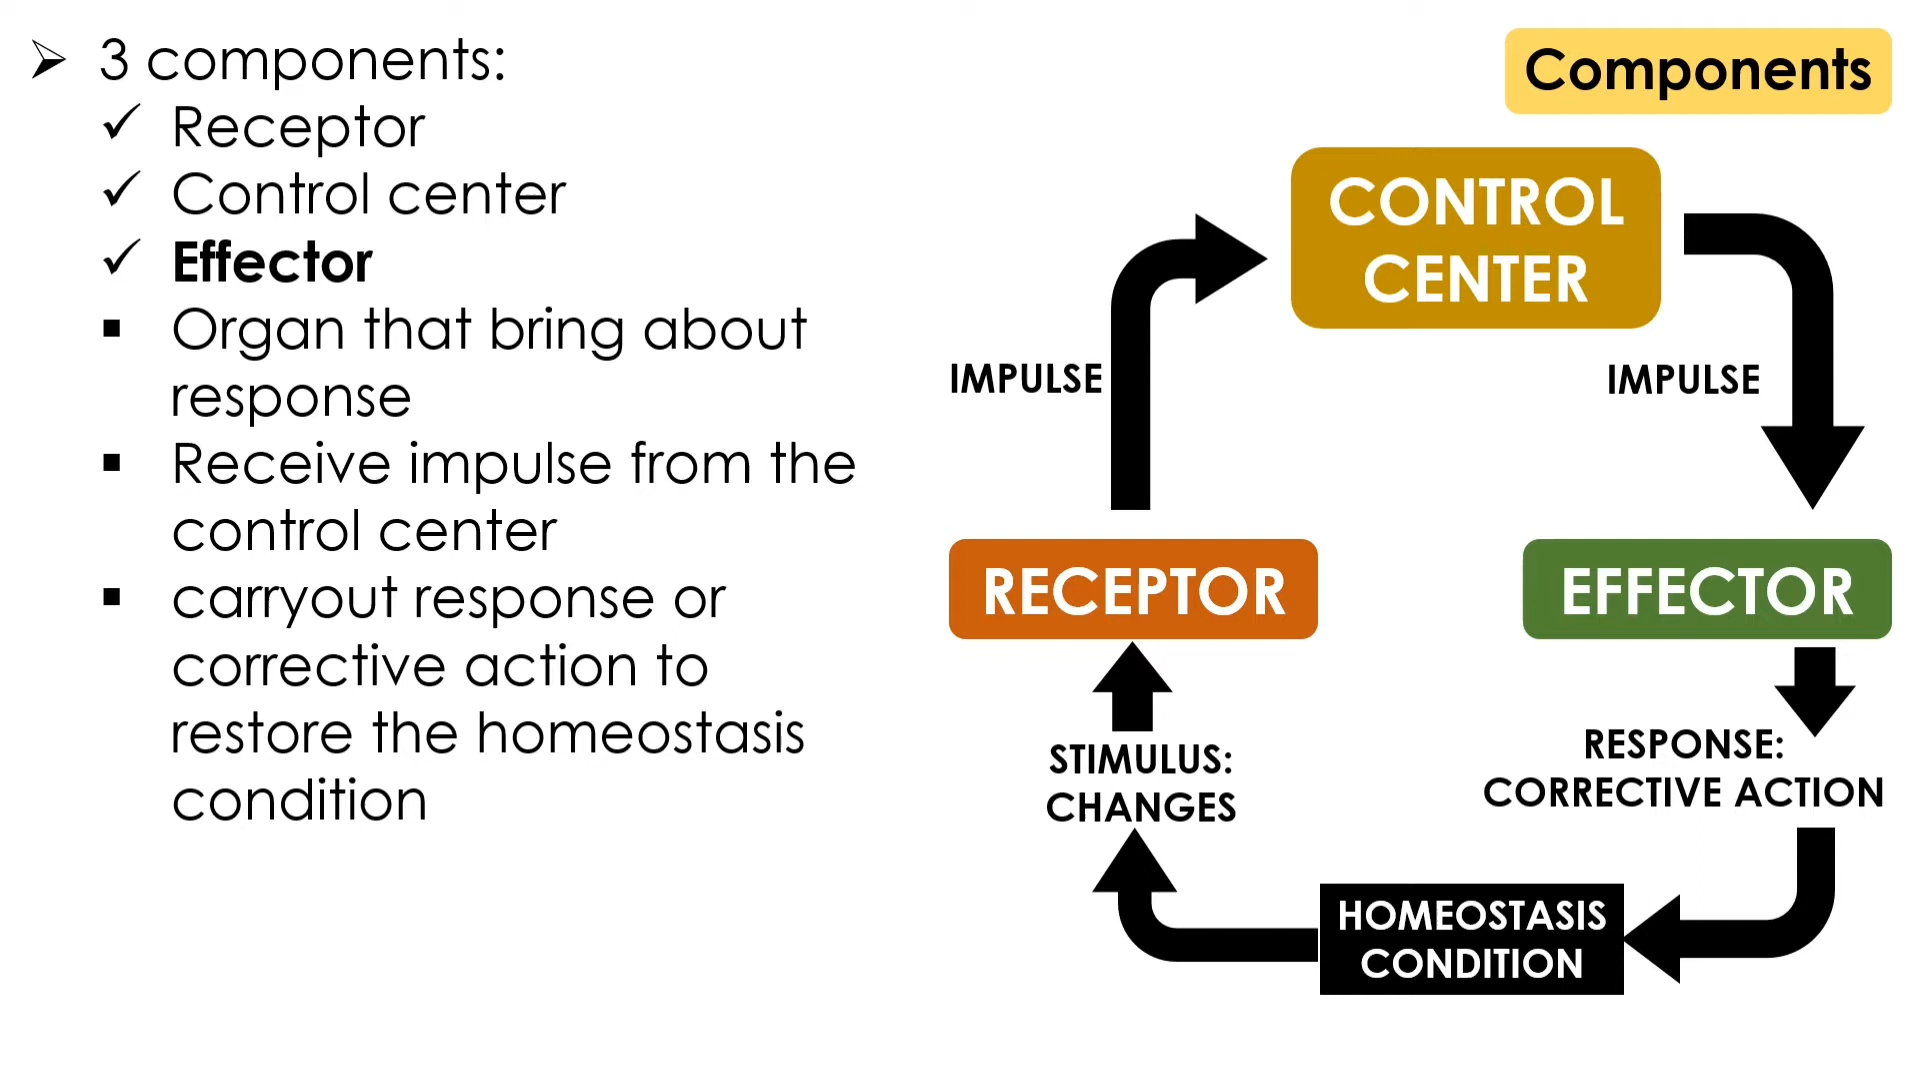 3 components:
Receptor
Control center
Effector
Organ that bring about
response
Receive impulse from the
control center
carryout response or
corrective action to
restore the homeostasis
condition
Components
CONTROL
CENTER
IMPULSE
IMPULSE
RECEPTOR
EFFECTOR
STIMULUS:
CHANGES
RESPONSE:
CORRECTIVE ACTION
HOMEOSTASIS
CONDITION